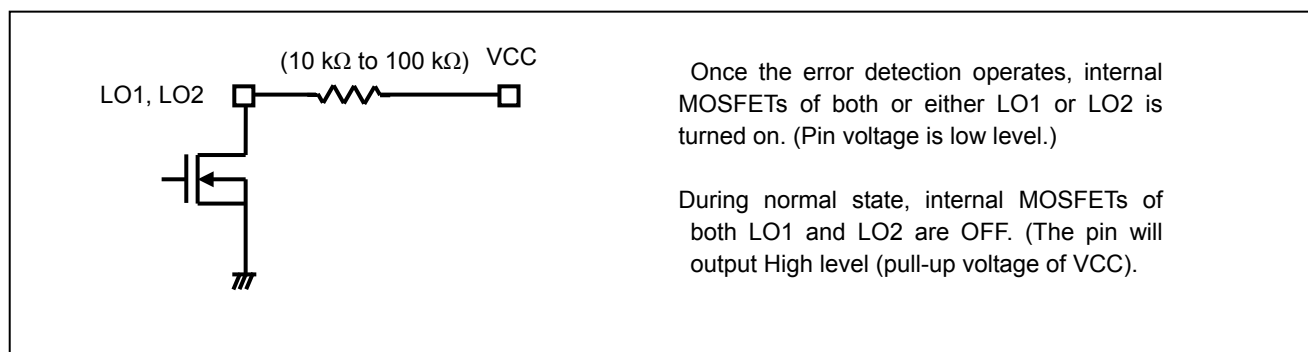 (10 kΩ to 100 kΩ) VCC
LO1, LO2
Once the error detection operates, internal
MOSFETs of both or either LO1 or LO2 is
turned on. (Pin voltage is low level.)
During normal state, internal MOSFETs of
both LO1 and LO2 are OFF. (The pin will
output High level (pull-up voltage of VCC).